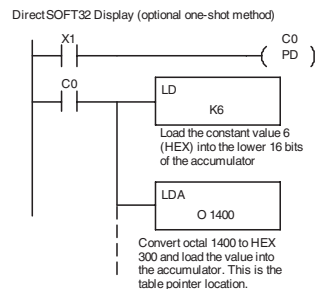 DirectSOFT32 Display (optional one-shot method)
X1
C0
PD
C0
LD
K6
Load the constant value 6
(HEX) into the lower 16 bits
of the accumulator
LDA
O 1400
Convert octal 1400 to HEX
300 and load the value into
the accumulator. This is the
table pointer location.